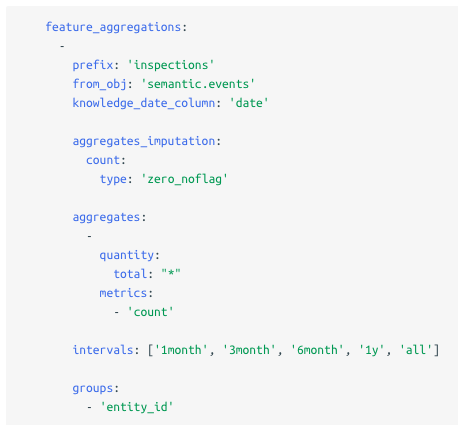 feature_aggregations:
  -
    prefix: 'inspections'
    from_obj: 'semantic.events'
    knowledge_date_column: 'date'

    aggregates_imputation:
      count:
        type: 'zero_noflag'

    aggregates:
      -
        quantity:
          total: "*"
        metrics:
          - 'count'

    intervals: ['1month', '3month', '6month', '1y', 'all']

    groups:
      - 'entity_id'